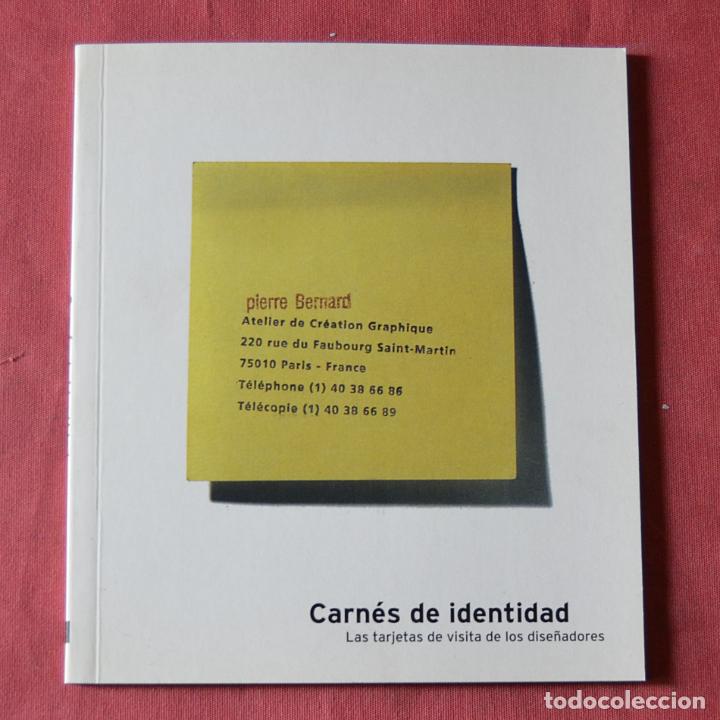 pierre Bernard
Atelier de Création Graphique
220 rue du Faubourg Saint-Martin
75010 Paris - France
Téléphone (1) 40 38 66 86
Télécopie (1) 40 38 66 89
Carnés de identidad
Las tarjetas de visita de los diseñadores
todocoleccion